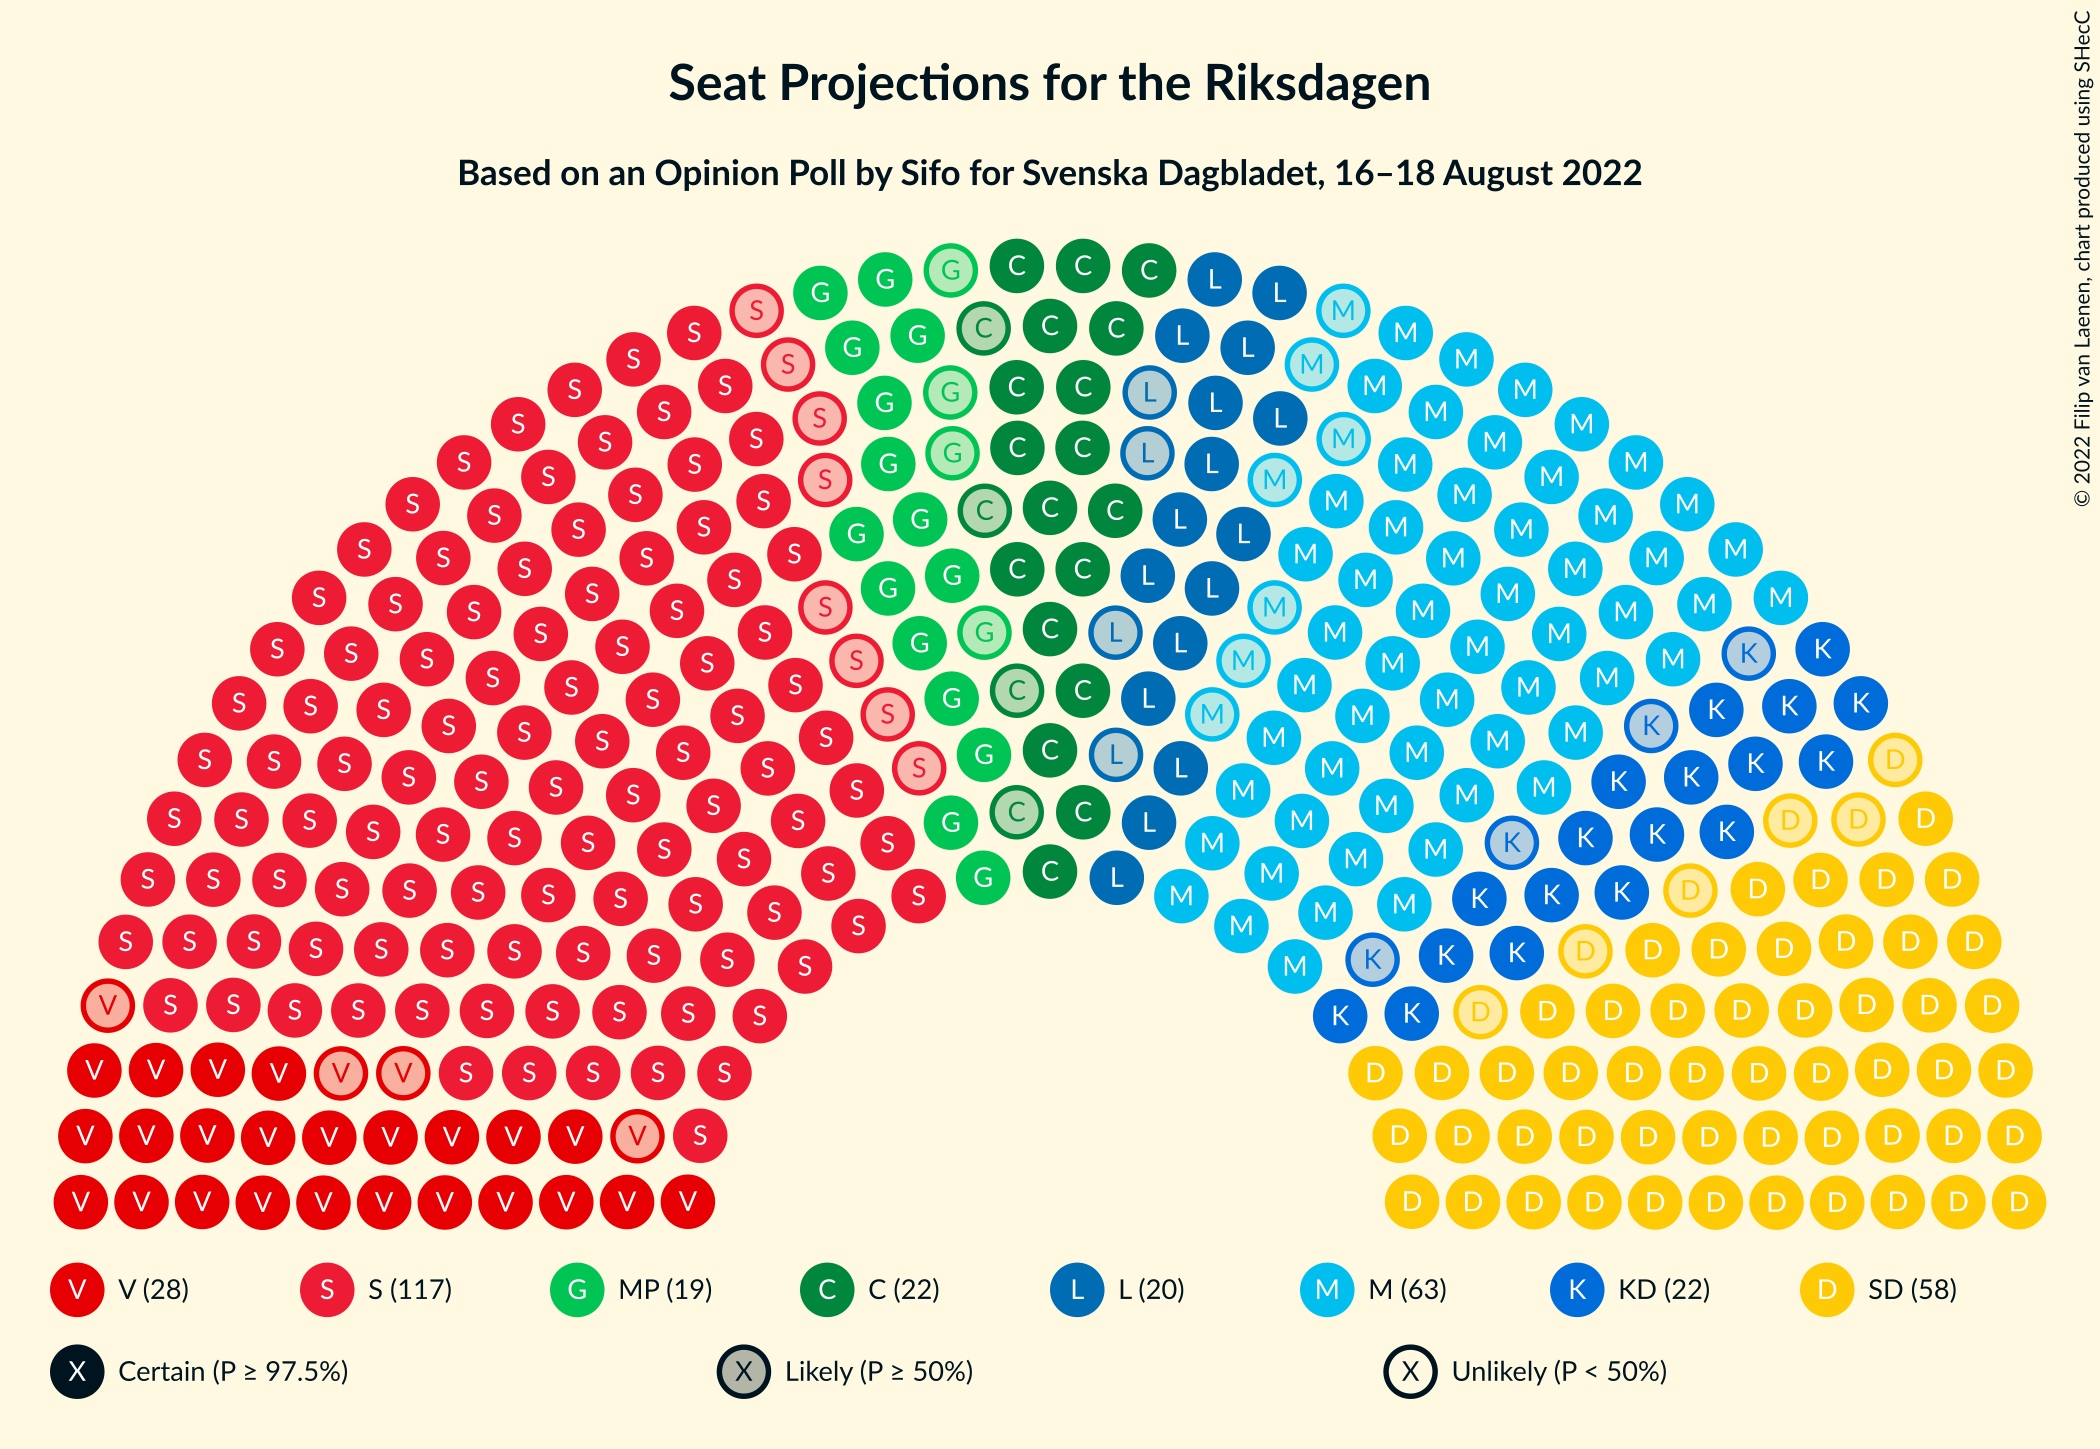 Seat Projections for the Riksdagen
Based on an Opinion Poll by Sifo for Svenska Dagbladet, 16–18 August 2022
© 2022 Filip van Laenen, chart produced using SHecC
V V (28) S S (117) G MP (19) C C (22) L L (20) M M (63) K KD (22) D SD (58)
X Certain (P ≥ 97.5%) X Likely (P ≥ 50%) X Unlikely (P < 50%)